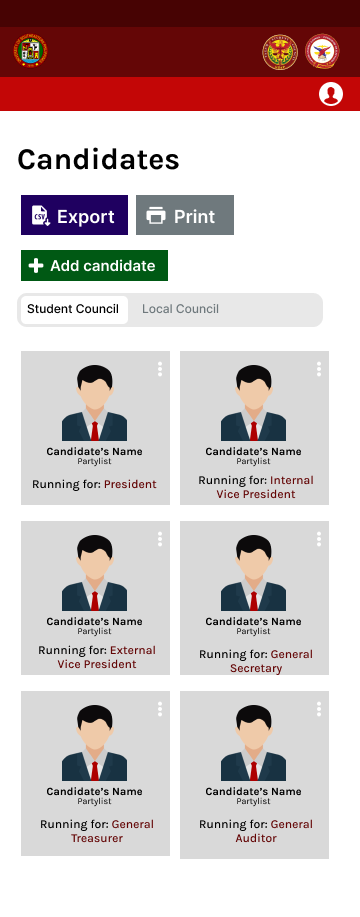 Candidates
CSV Export
Print
Add candidate
Student Council
Local Council
Candidate's Name
Partylist
Running for: President
Candidate's Name
Partylist
Running for: Internal
Vice President
Candidate's Name
Partylist
Running for: External
Vice President
Candidate's Name
Partylist
Running for: General
Secretary
Candidate's Name
Partylist
Running for: General
Treasurer
Candidate's Name
Partylist
Running for: General
Auditor